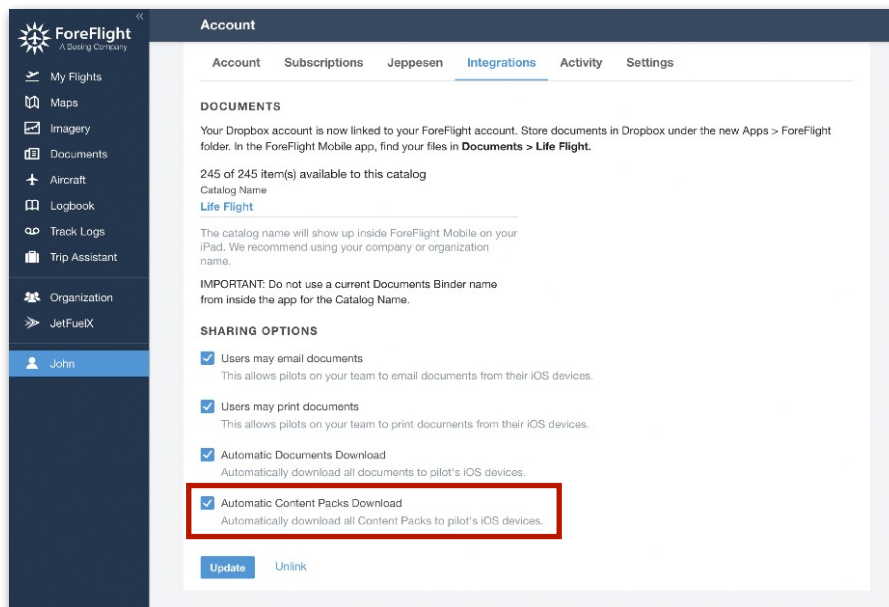 ForeFlight
A Boeing Company
My Flights
Maps
Imagery
Documents
Aircraft
Logbook
Track Logs
Trip Assistant
Organization
JetFuelX
John
Account
Account Subscriptions Jeppesen Integrations Activity Settings
DOCUMENTS
Your Dropbox account is now linked to your ForeFlight account. Store documents in Dropbox under the new Apps > ForeFlight
folder. In the ForeFlight Mobile app, find your files in Documents > Life Flight.
245 of 245 item(s) available to this catalog
Catalog Name
Life Flight
The catalog name will show up inside ForeFlight Mobile on your
iPad. We recommend using your company or organization
name.
IMPORTANT: Do not use a current Documents Binder name
from inside the app for the Catalog Name.
SHARING OPTIONS
Users may email documents
This allows pilots on your team to email documents from their iOS devices.
Users may print documents
This allows pilots on your team to print documents from their iOS devices.
Automatic Documents Download
Automatically download all documents to pilot's iOS devices.
Automatic Content Packs Download
Automatically download all Content Packs to pilot's iOS devices.
Update Unlink